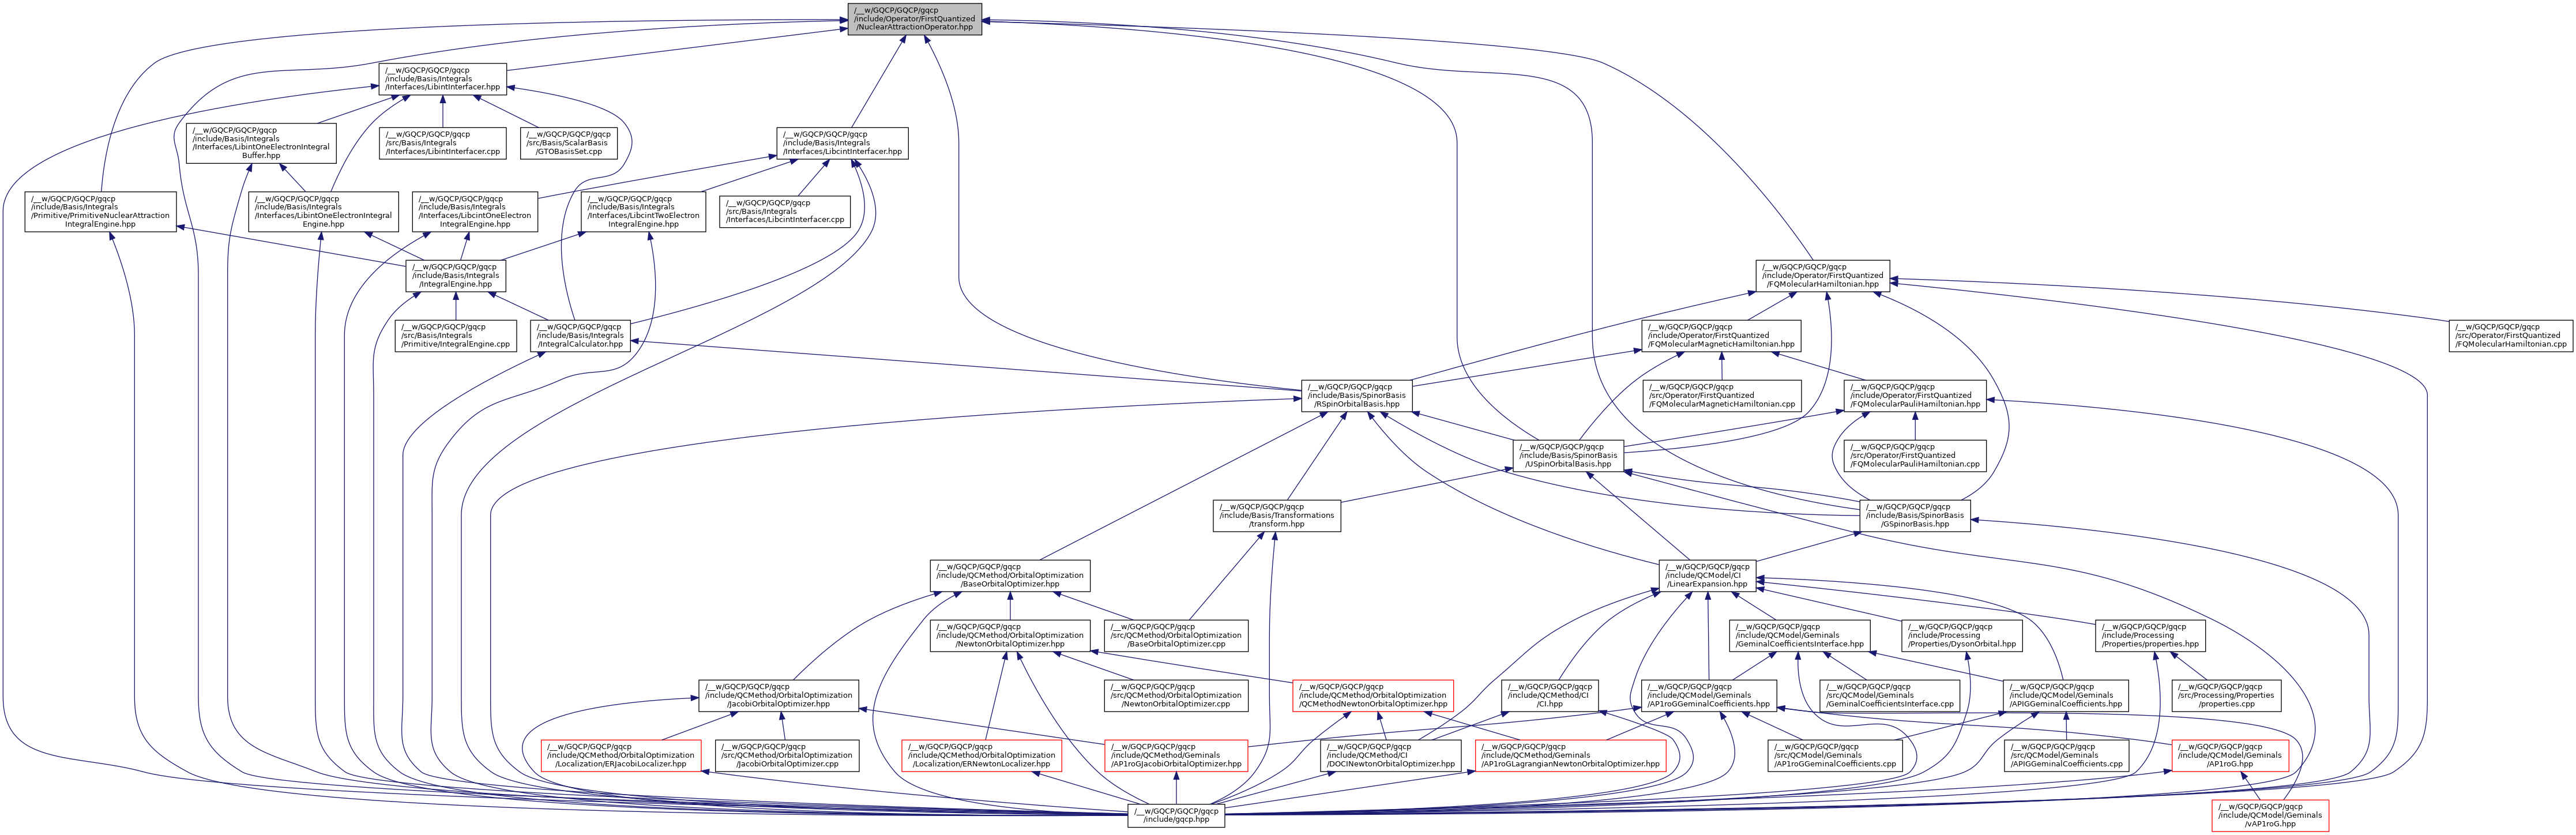 /__w/GQCP/GQCP/gqcp
/include/Operator/FirstQuantized
/NuclearAttractionOperator.hpp
/__w/GQCP/GQCP/gqcp
/include/Basis/Integrals
/Interfaces/LibintInterfacer.hpp
/__w/GQCP/GQCP/gqcp
/include/Basis/Integrals
/Interfaces/LibintOneElectronIntegral
Buffer.hpp
/__w/GQCP/GQCP/gqcp
/src/Basis/Integrals
/Interfaces/LibintInterfacer.cpp
/__w/GQCP/GQCP/gqcp
/src/Basis/ScalarBasis
/GTOBasisSet.cpp
/__w/GQCP/GQCP/gqcp
/include/Basis/Integrals
/Interfaces/LibcintInterfacer.hpp
/__w/GQCP/GQCP/gqcp
/include/Basis/Integrals
/Primitive/PrimitiveNuclearAttraction
IntegralEngine.hpp
/__w/GQCP/GQCP/gqcp
/include/Basis/Integrals
/Interfaces/LibintOneElectronIntegral
Engine.hpp
/__w/GQCP/GQCP/gqcp
/include/Basis/Integrals
/Interfaces/LibcintOneElectron
IntegralEngine.hpp
/__w/GQCP/GQCP/gqcp
/include/Basis/Integrals
/Interfaces/LibcintTwoElectron
IntegralEngine.hpp
/__w/GQCP/GQCP/gqcp
/src/Basis/Integrals
/Interfaces/LibcintInterfacer.cpp
/__w/GQCP/GQCP/gqcp
/include/Basis/Integrals
/IntegralEngine.hpp
/__w/GQCP/GQCP/gqcp
/include/Operator/FirstQuantized
/FQMolecularHamiltonian.hpp
/__w/GQCP/GQCP/gqcp
/src/Basis/Integrals
/Primitive/IntegralEngine.cpp
/__w/GQCP/GQCP/gqcp
/include/Basis/Integrals
/IntegralCalculator.hpp
/__w/GQCP/GQCP/gqcp
/include/Operator/FirstQuantized
/FQMolecularMagneticHamiltonian.hpp
/__w/GQCP/GQCP/gqcp
/src/Operator/FirstQuantized
/FQMolecularHamiltonian.cpp
/__w/GQCP/GQCP/gqcp
/include/Basis/SpinorBasis
/RSpinOrbitalBasis.hpp
/__w/GQCP/GQCP/gqcp
/src/Operator/FirstQuantized
/FQMolecularMagneticHamiltonian.cpp
/__w/GQCP/GQCP/gqcp
/include/Operator/FirstQuantized
/FQMolecularPauliHamiltonian.hpp
/__w/GQCP/GQCP/gqcp
/include/Basis/SpinorBasis
/USpinOrbitalBasis.hpp
/__w/GQCP/GQCP/gqcp
/src/Operator/FirstQuantized
/FQMolecularPauliHamiltonian.cpp
/__w/GQCP/GQCP/gqcp
/include/Basis/Transformations
/transform.hpp
/__w/GQCP/GQCP/gqcp
/include/Basis/SpinorBasis
/GSpinorBasis.hpp
/__w/GQCP/GQCP/gqcp
/include/QCMethod/OrbitalOptimization
/BaseOrbitalOptimizer.hpp
/__w/GQCP/GQCP/gqcp
/include/QCModel/CI
/LinearExpansion.hpp
/__w/GQCP/GQCP/gqcp
/include/QCMethod/OrbitalOptimization
/NewtonOrbitalOptimizer.hpp
/__w/GQCP/GQCP/gqcp
/src/QCMethod/OrbitalOptimization
/BaseOrbitalOptimizer.cpp
/__w/GQCP/GQCP/gqcp
/include/QCModel/Geminals
/GeminalCoefficientsInterface.hpp
/__w/GQCP/GQCP/gqcp
/include/Processing
/Properties/DysonOrbital.hpp
/__w/GQCP/GQCP/gqcp
/include/Processing
/Properties/properties.hpp
/__w/GQCP/GQCP/gqcp
/include/QCMethod/OrbitalOptimization
/JacobiOrbitalOptimizer.hpp
/__w/GQCP/GQCP/gqcp
/src/QCMethod/OrbitalOptimization
/NewtonOrbitalOptimizer.cpp
/__w/GQCP/GQCP/gqcp
/include/QCMethod/OrbitalOptimization
/QCMethodNewtonOrbitalOptimizer.hpp
/__w/GQCP/GQCP/gqcp
/include/QCMethod/CI
/CI.hpp
/__w/GQCP/GQCP/gqcp
/include/QCModel/Geminals
/AP1roGGeminalCoefficients.hpp
/__w/GQCP/GQCP/gqcp
/src/QCModel/Geminals
/GeminalCoefficientsInterface.cpp
/__w/GQCP/GQCP/gqcp
/include/QCModel/Geminals
/APIGGeminalCoefficients.hpp
/__w/GQCP/GQCP/gqcp
/src/Processing/Properties
/properties.cpp
/__w/GQCP/GQCP/gqcp
/include/QCMethod/OrbitalOptimization
/Localization/ERJacobiLocalizer.hpp
/__w/GQCP/GQCP/gqcp
/src/QCMethod/OrbitalOptimization
/JacobiOrbitalOptimizer.cpp
/__w/GQCP/GQCP/gqcp
/include/QCMethod/OrbitalOptimization
/Localization/ERNewtonLocalizer.hpp
/__w/GQCP/GQCP/gqcp
/include/QCMethod/Geminals
/AP1roGJacobiOrbitalOptimizer.hpp
/__w/GQCP/GQCP/gqcp
/include/QCMethod/CI
/DOCINewtonOrbitalOptimizer.hpp
/__w/GQCP/GQCP/gqcp
/include/QCMethod/Geminals
/AP1roGLagrangianNewtonOrbitalOptimizer.hpp
/__w/GQCP/GQCP/gqcp
/src/QCModel/Geminals
/AP1roGGeminalCoefficients.cpp
/__w/GQCP/GQCP/gqcp
/src/QCModel/Geminals
/APIGGeminalCoefficients.cpp
/__w/GQCP/GQCP/gqcp
/include/QCModel/Geminals
/AP1roG.hpp
/__w/GQCP/GQCP/gqcp
/include/gqcp.hpp
/__w/GQCP/GQCP/gqcp
/include/QCModel/Geminals
/vAP1roG.hpp